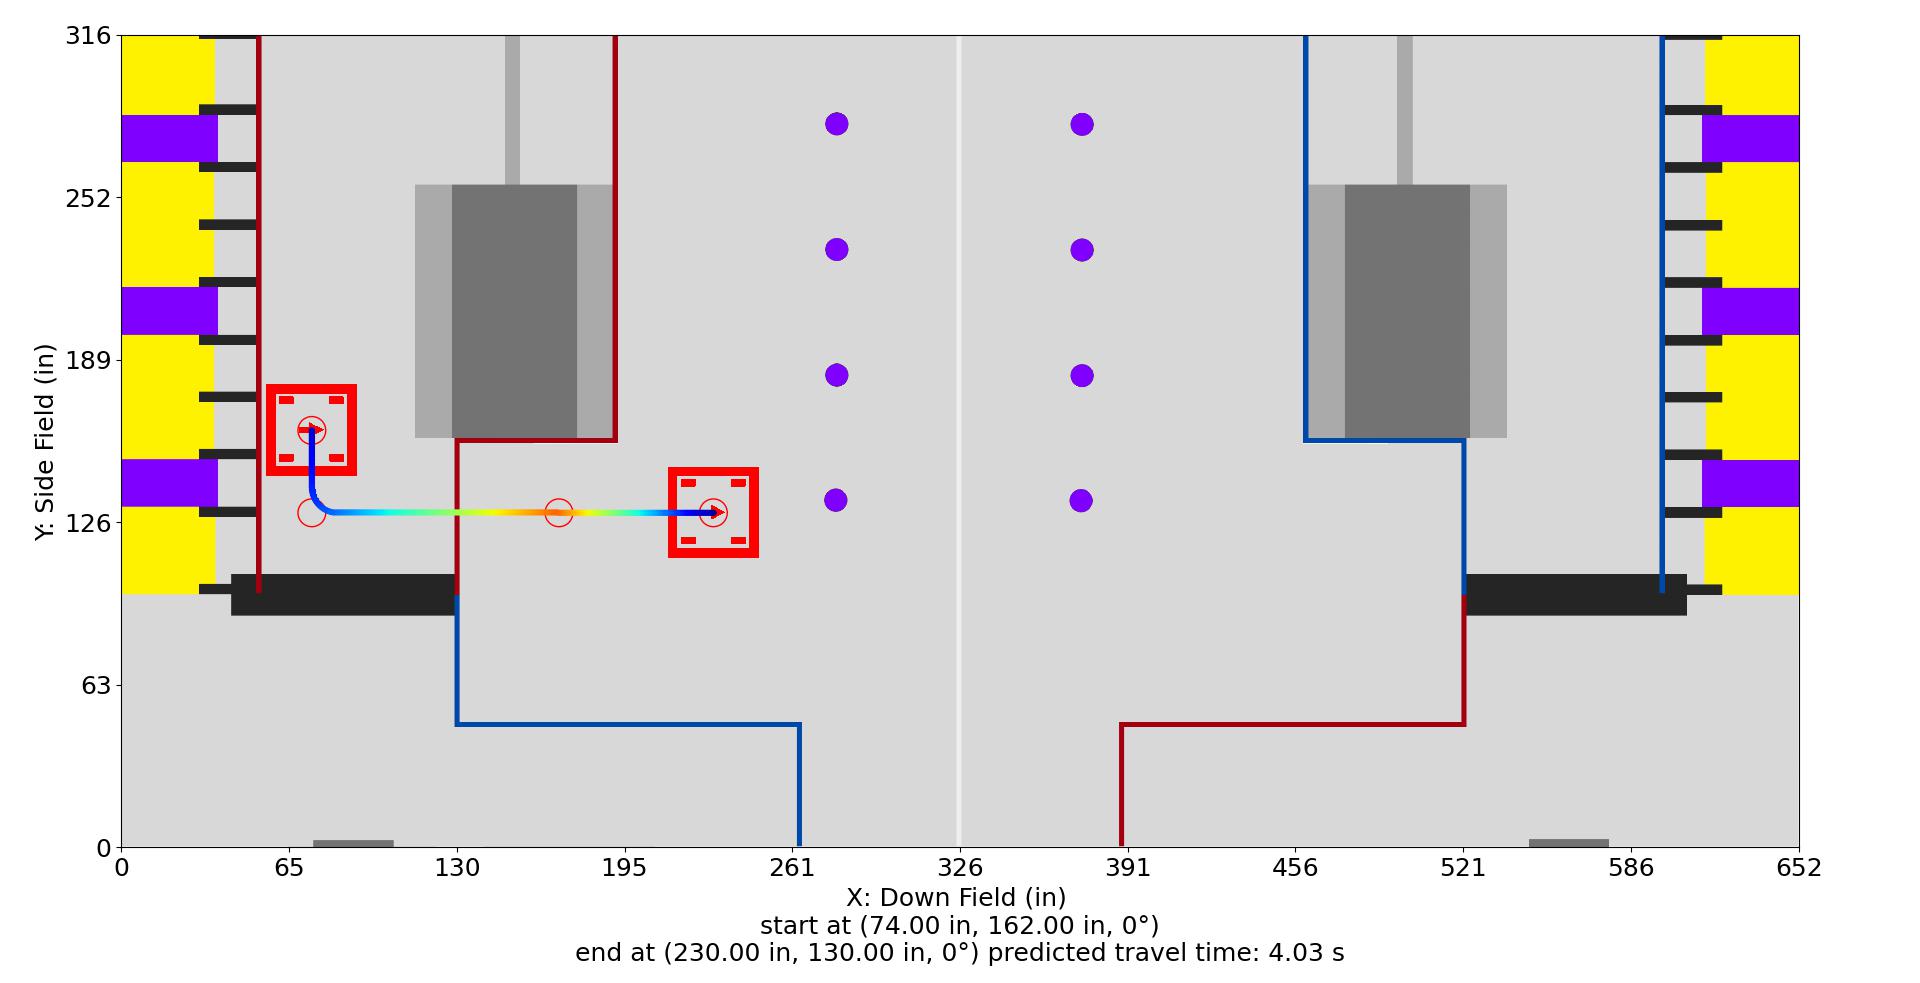 316
252
189
126
63
0
Y: Side Field (in)
0 65 130 195 261 326 391 456 521 586 652
X: Down Field (in)
start at (74.00 in, 162.00 in, 0°)
end at (230.00 in, 130.00 in, 0°) predicted travel time: 4.03 s